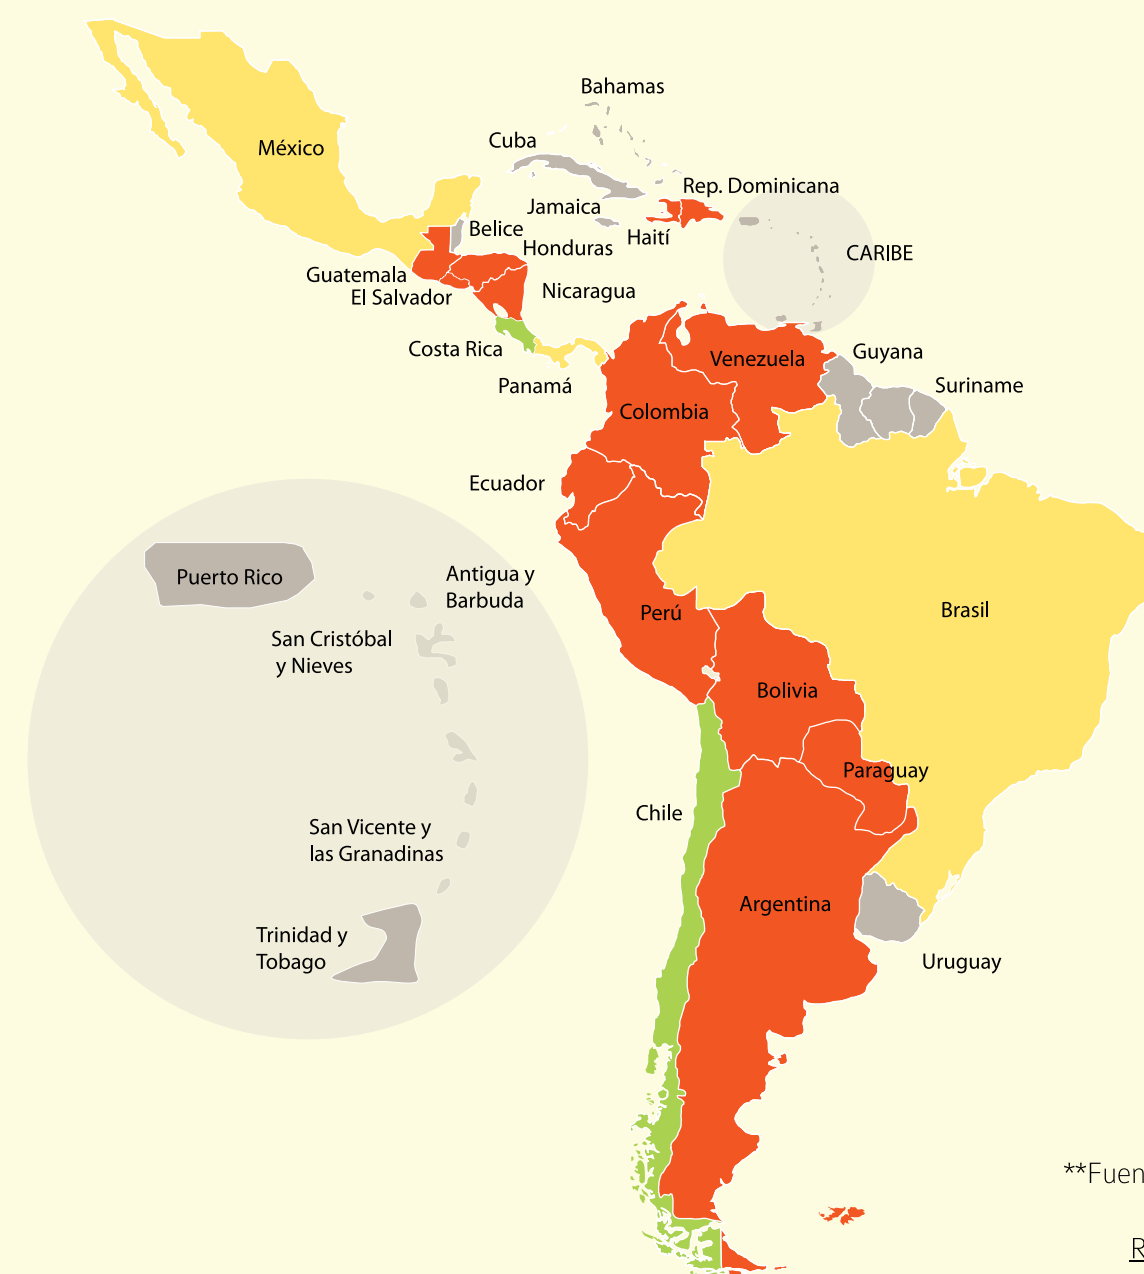 Bahamas
Cuba
México
Rep. Dominicana
Jamaica
Belice
Haití
Honduras
CARIBE
Guatemala
El Salvador
Nicaragua
Costa Rica
Guyana
Venezuela
Panamá
Suriname
Colombia
Ecuador
Puerto Rico
Antigua y
Barbuda
Perú
Brasil
San Cristóbal
y Nieves
Bolivia
Paraguay
Chile
San Vicente y
las Granadinas
Argentina
Trinidad y
Tobago
Uruguay
**Fuen
R